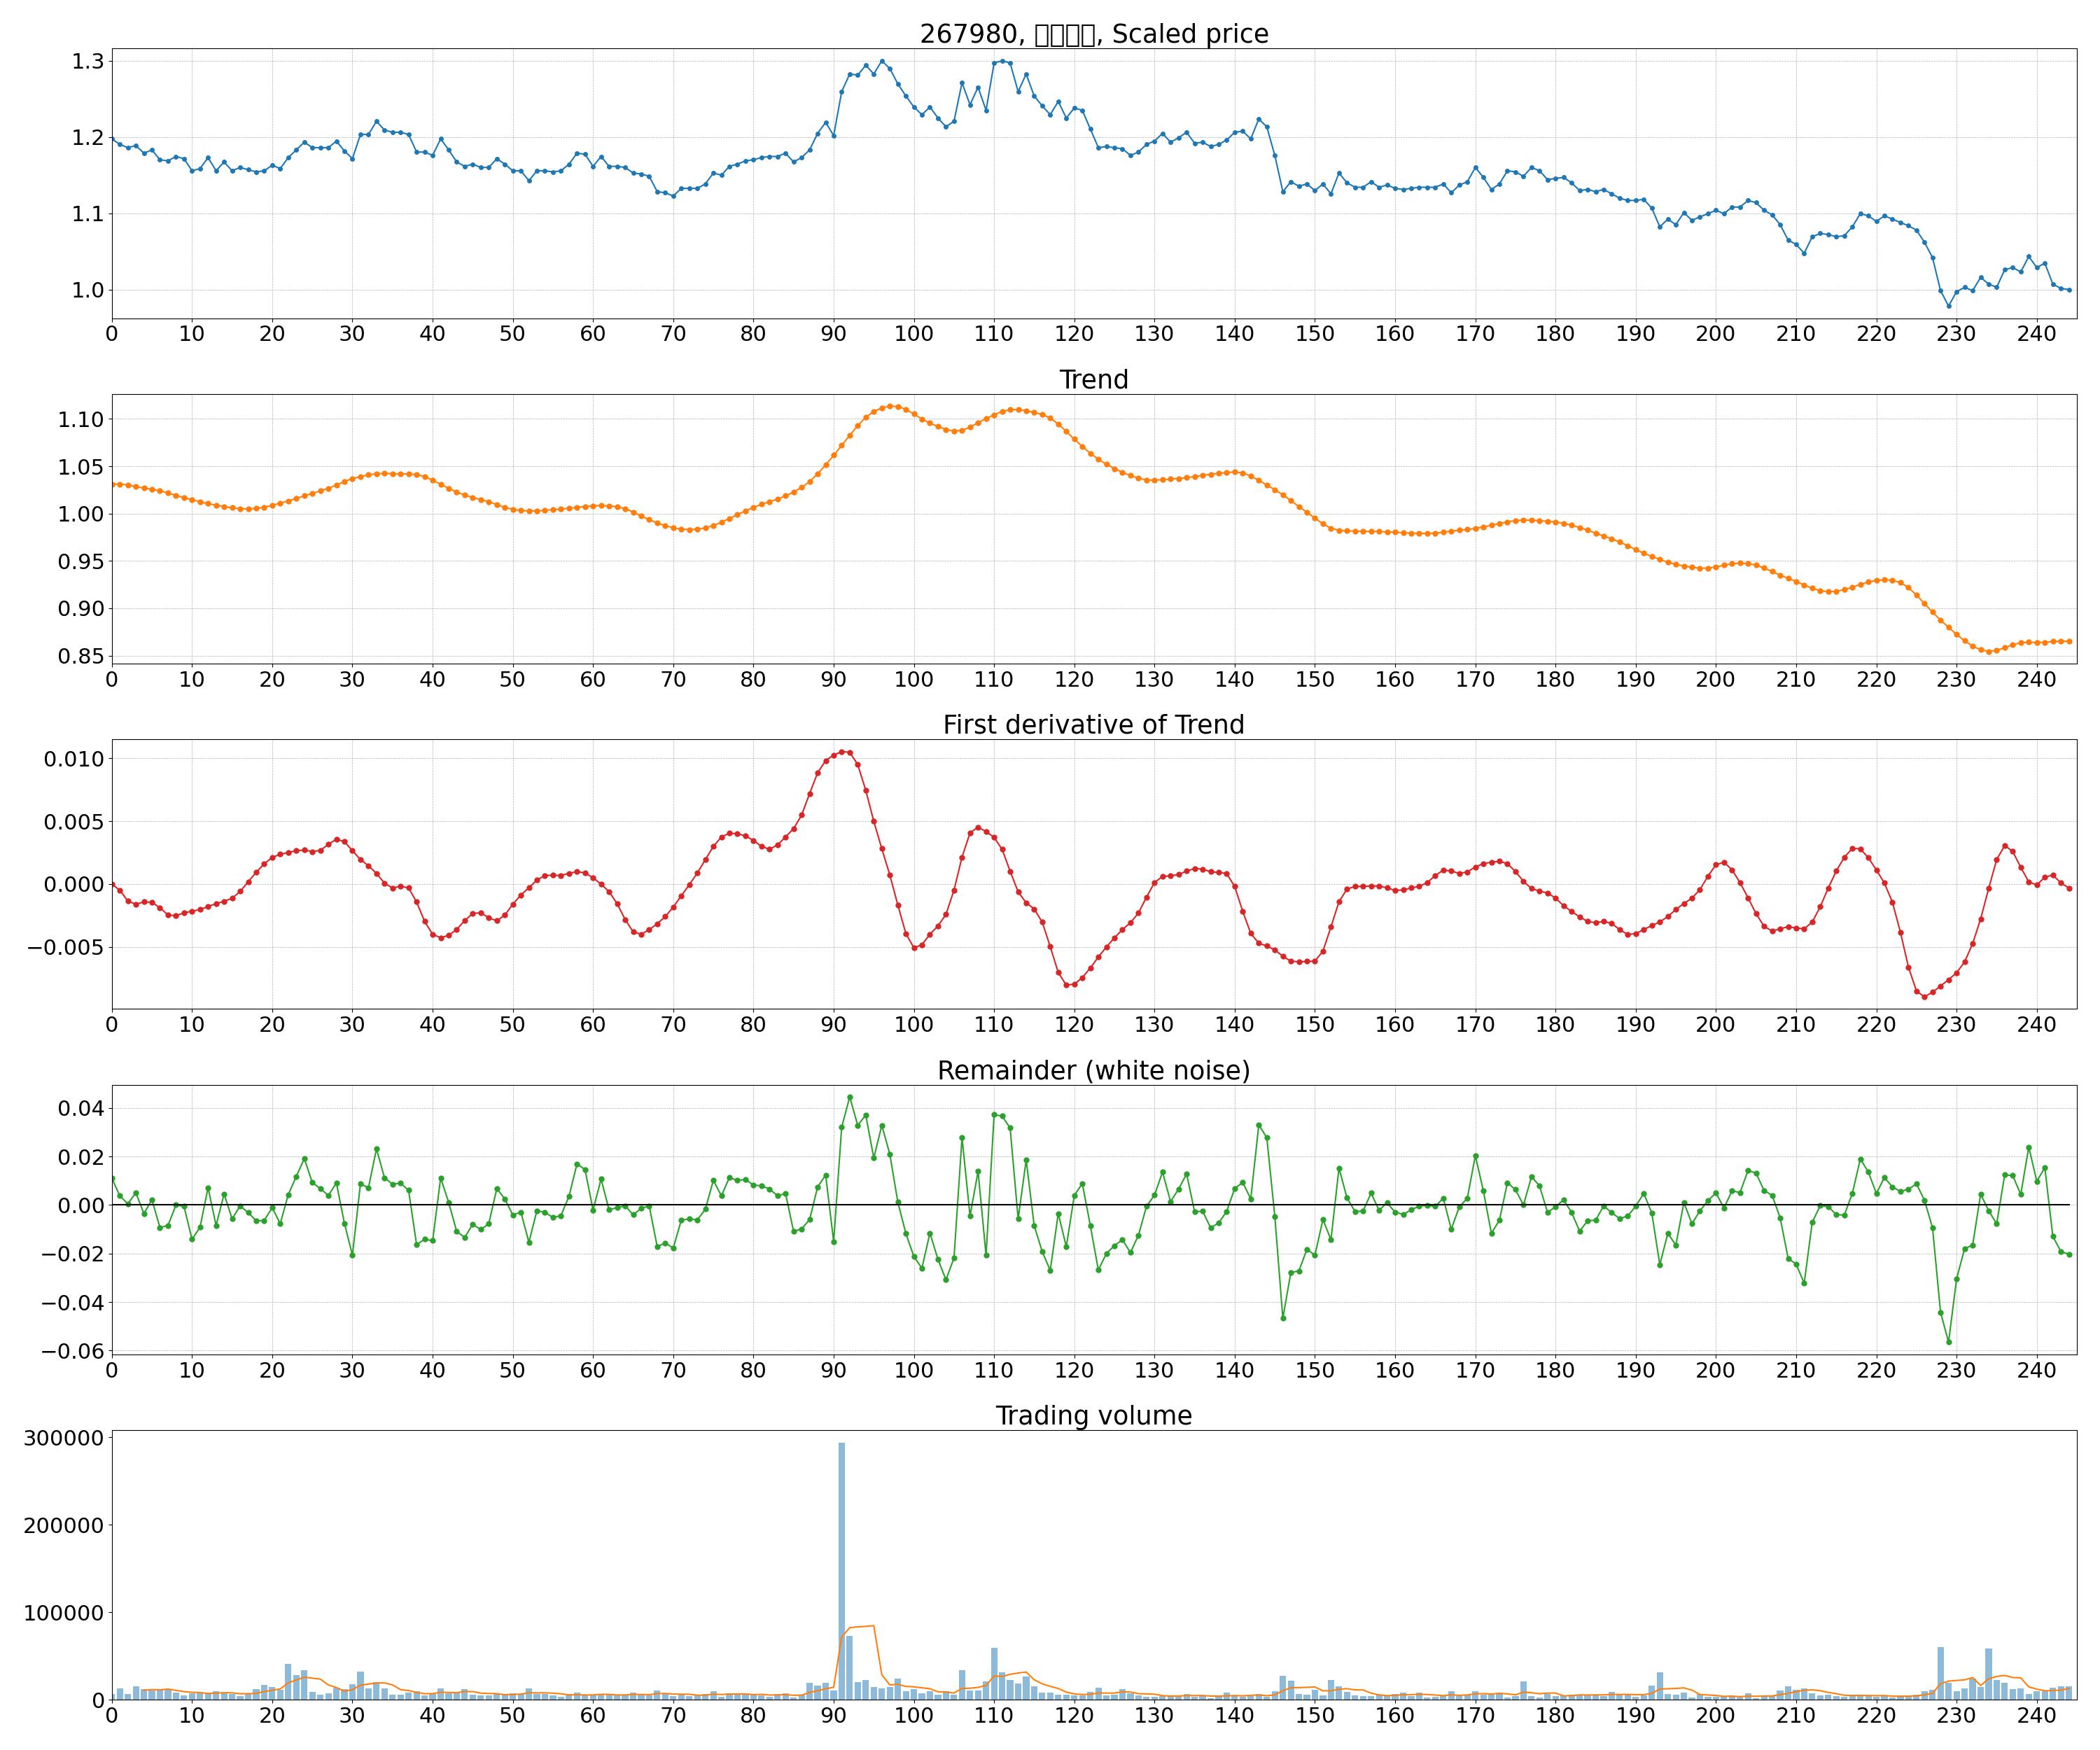 267980, □□□□, Scaled price
1.3
1.2
1.1
1.0
0 10 20 30 40 50 60 70 80 90 100 110 120 130 140 150 160 170 180 190 200 210 220 230 240
Trend
1.10
1.05
1.00
0.95
0.90
0.85
0 10 20 30 40 50 60 70 80 90 100 110 120 130 140 150 160 170 180 190 200 210 220 230 240
First derivative of Trend
0.010
0.005
0.000
−0.005
0 10 20 30 40 50 60 70 80 90 100 110 120 130 140 150 160 170 180 190 200 210 220 230 240
Remainder (white noise)
0.04
0.02
0.00
−0.02
−0.04
−0.06
0 10 20 30 40 50 60 70 80 90 100 110 120 130 140 150 160 170 180 190 200 210 220 230 240
Trading volume
300000
200000
100000
0
0 10 20 30 40 50 60 70 80 90 100 110 120 130 140 150 160 170 180 190 200 210 220 230 240